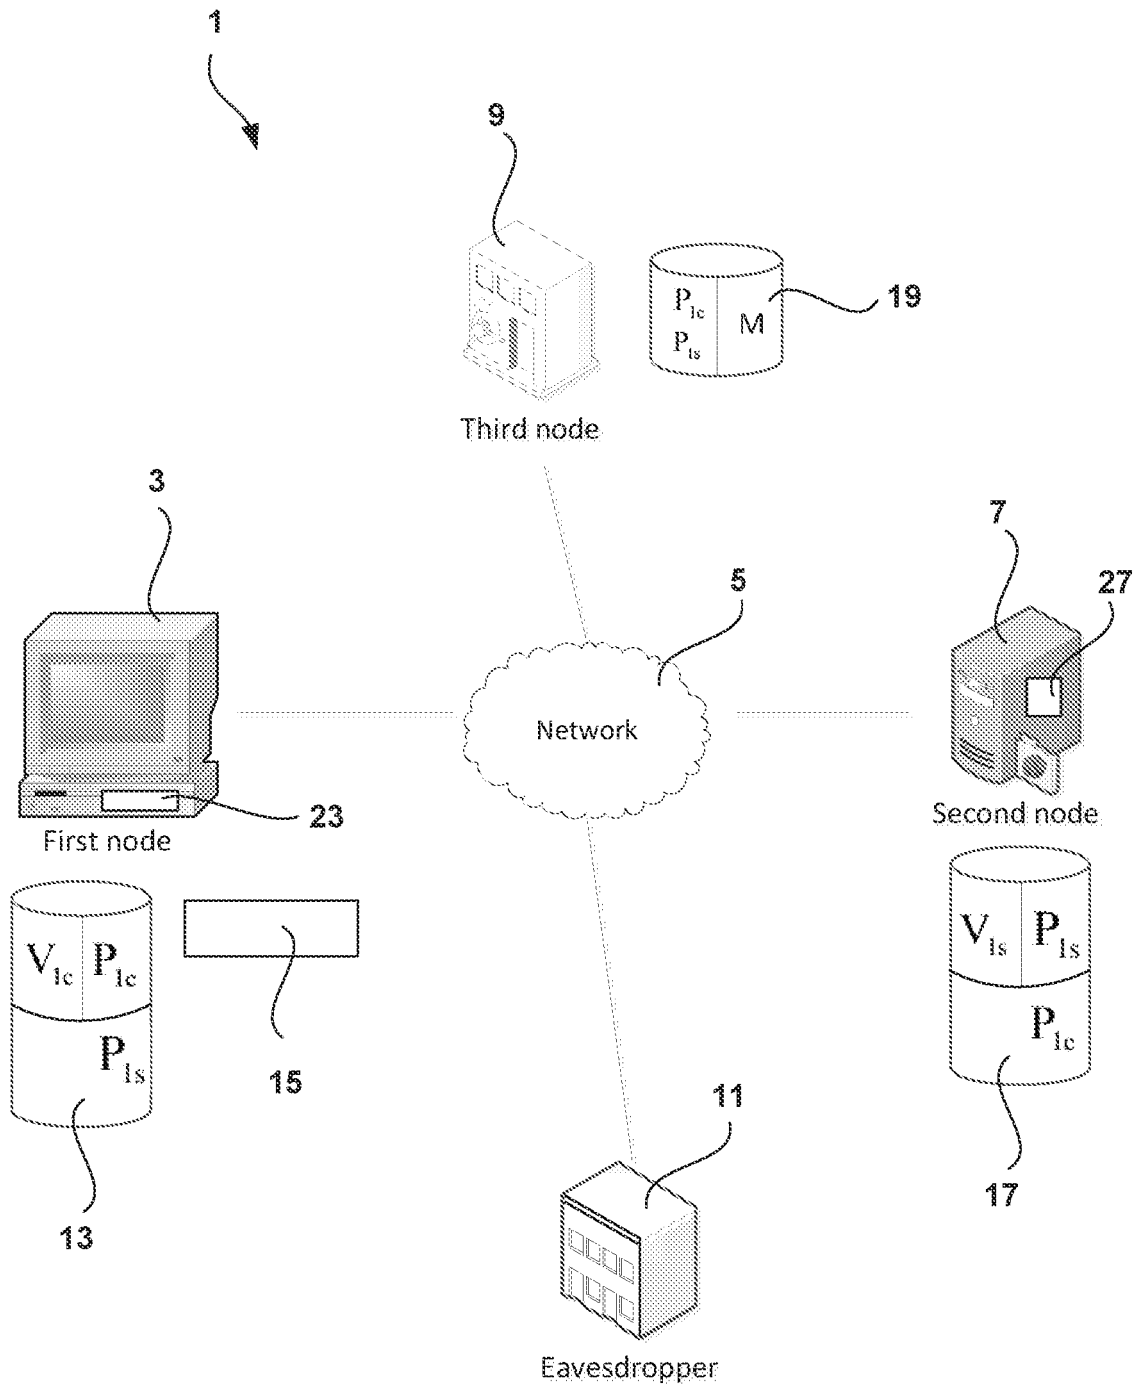 1
9
P1c
P1s
M
19
Third node
3
7
5
27
Network
23
First node
Second node
V1c
P1c
P1s
15
13
V1s
P1s
P1c
17
11
Eavesdropper